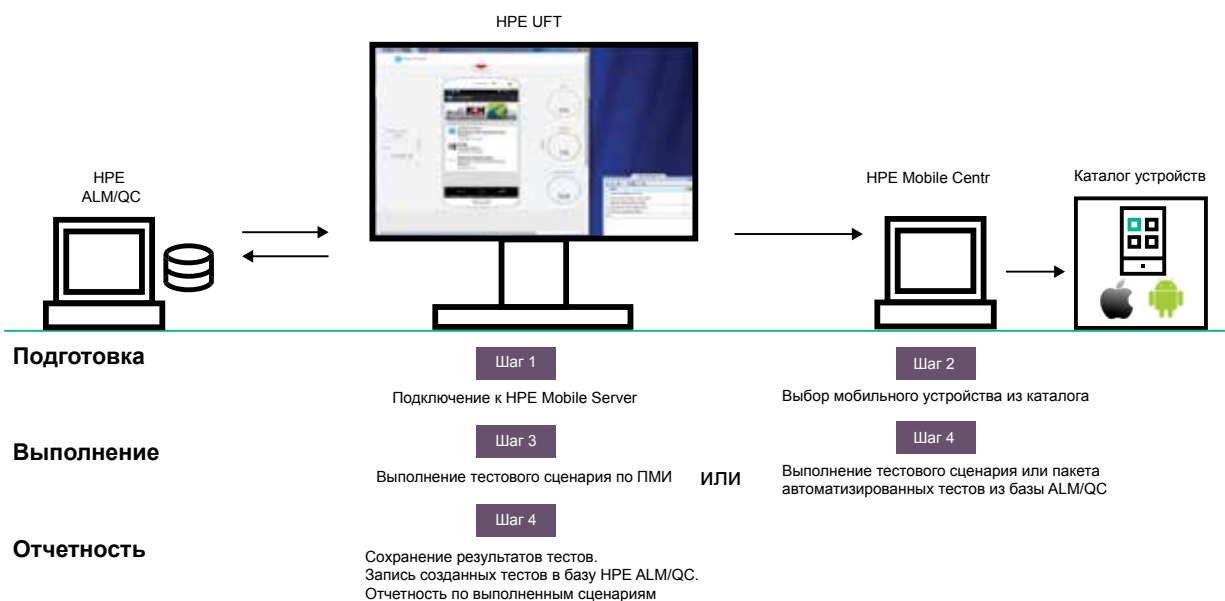 HPE UFT
HPE
ALM/QC
HPE Mobile Centr
Каталог устройств
Подготовка
Шаг 1
Шаг 2
Подключение к HPE Mobile Server
Выбор мобильного устройства из каталога
Выполнение
Шаг 3
Шаг 4
Выполнение тестового сценария по ПМИ
или
Выполнение тестового сценария или пакета
автоматизированных тестов из базы ALM/QC
Отчетность
Шаг 4
Сохранение результатов тестов.
Запись созданных тестов в базу HPE ALM/QC.
Отчетность по выполненным сценариям